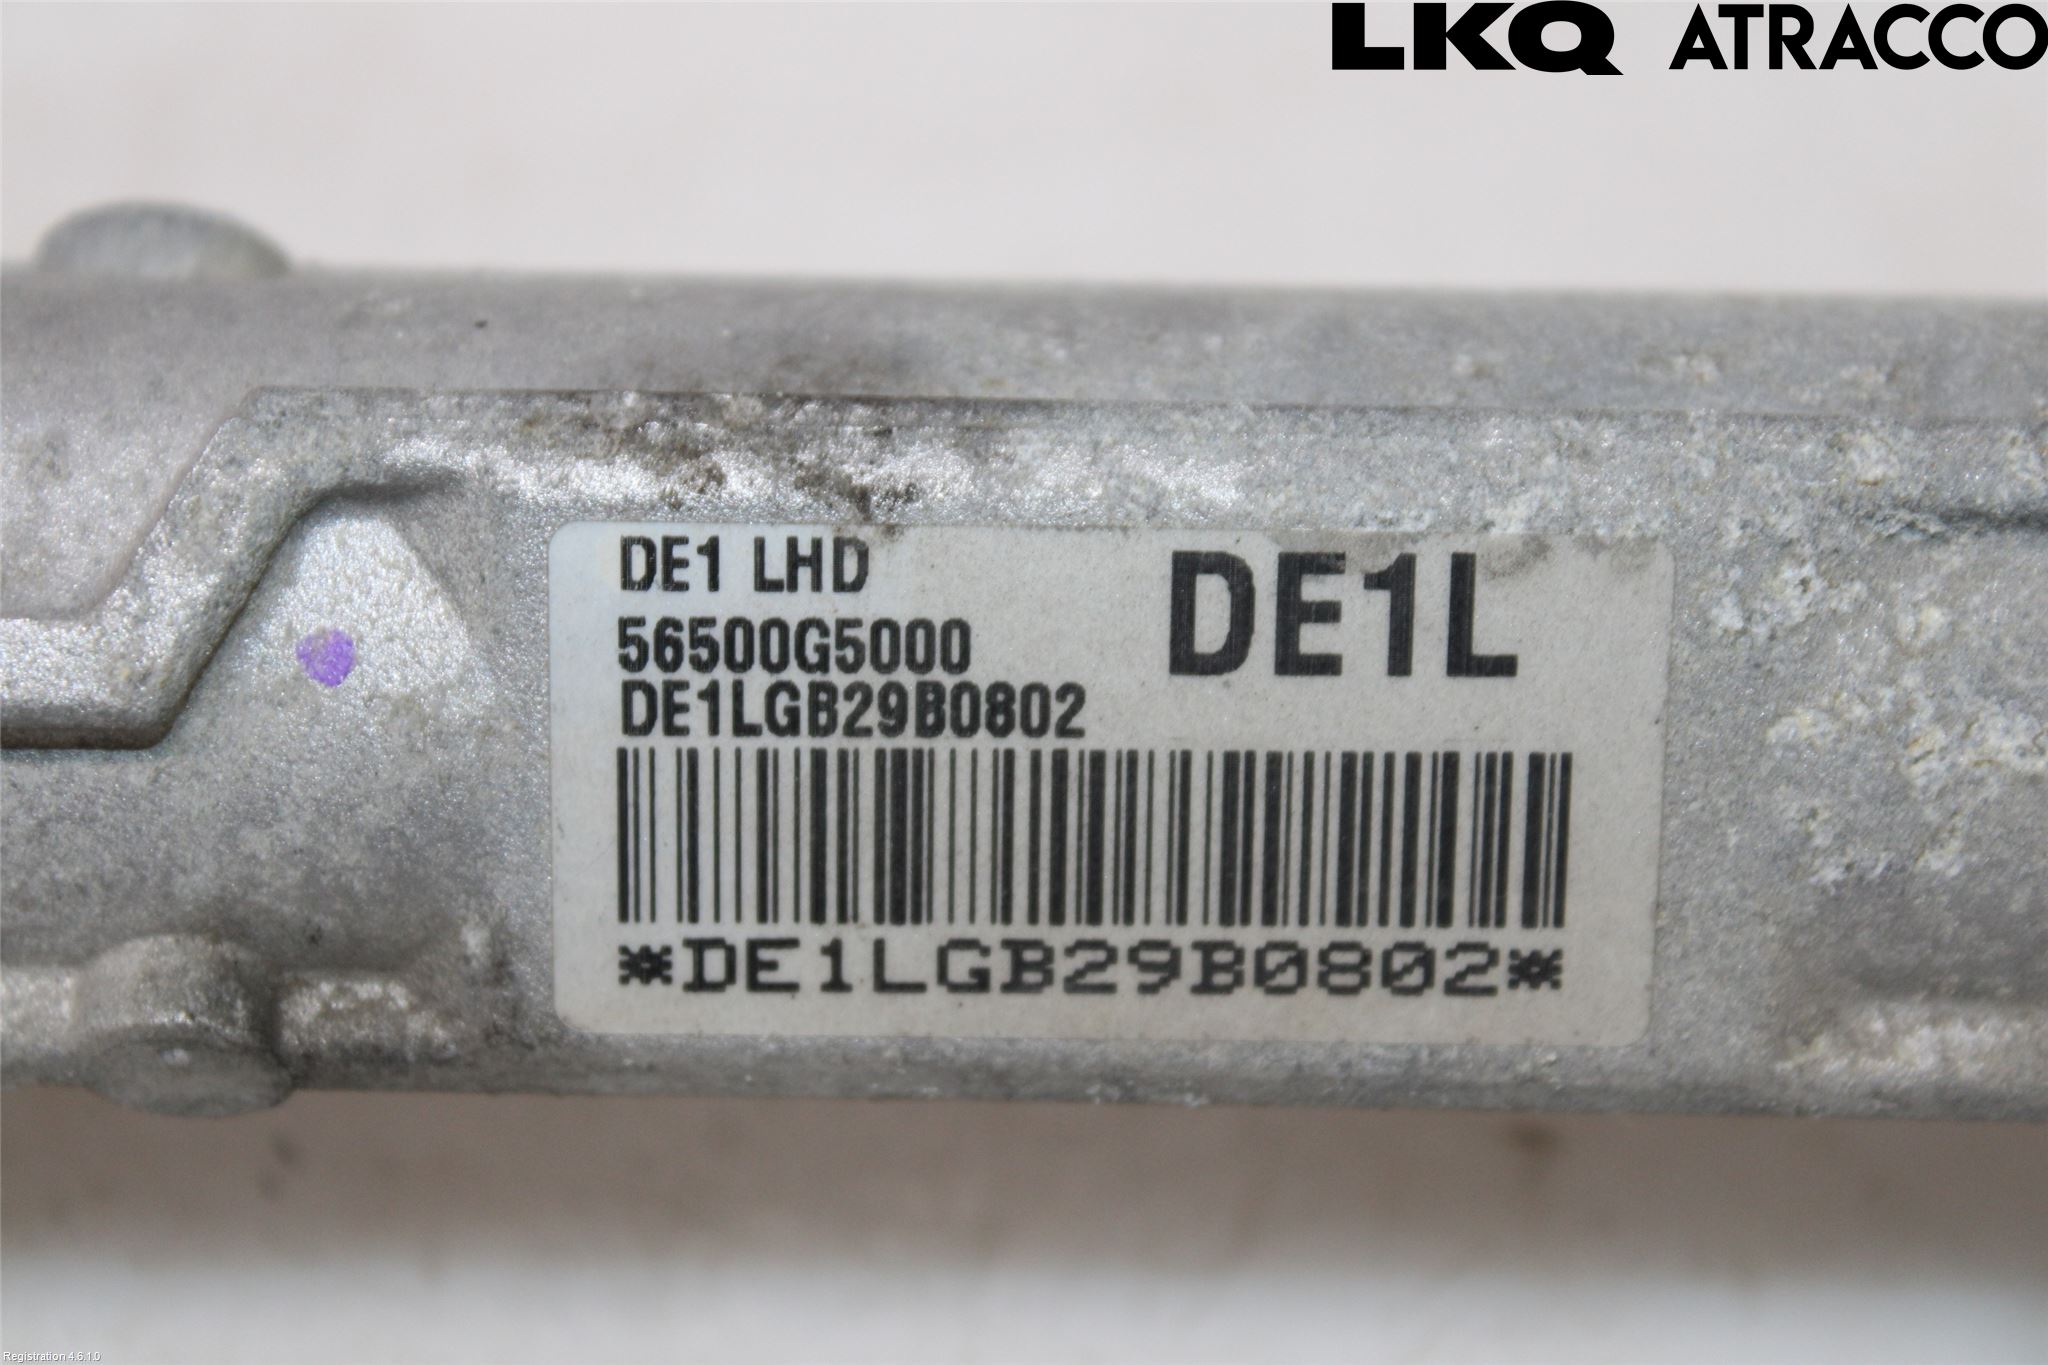 LKQ ATRACCO
DE1 LHD
DE1L
56500G5000
DE1LGB29B0802
*DE1LGB29B0802*
Registration 4.6.1.0